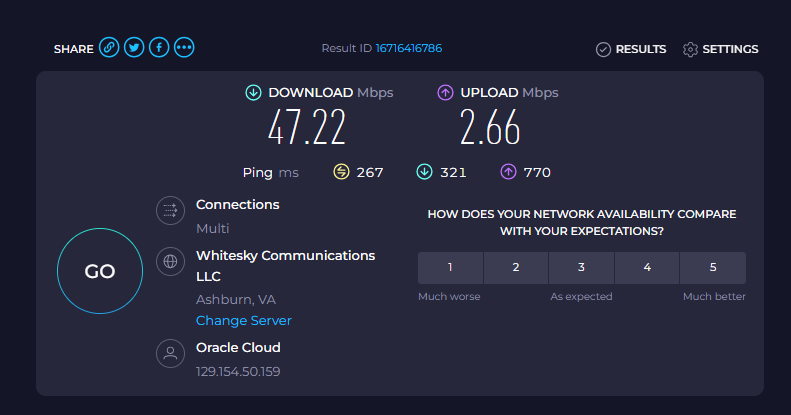 SHARE
Result ID 16716416786
RESULTS
SETTINGS
DOWNLOAD Mbps
47.22
UPLOAD Mbps
2.66
Ping ms
267
321
770
GO
Connections
Multi
Whitesky Communications
LLC
Ashburn, VA
Change Server
Oracle Cloud
129.154.50.159
HOW DOES YOUR NETWORK AVAILABILITY COMPARE
WITH YOUR EXPECTATIONS?
1 2 3 4 5
Much worse As expected Much better